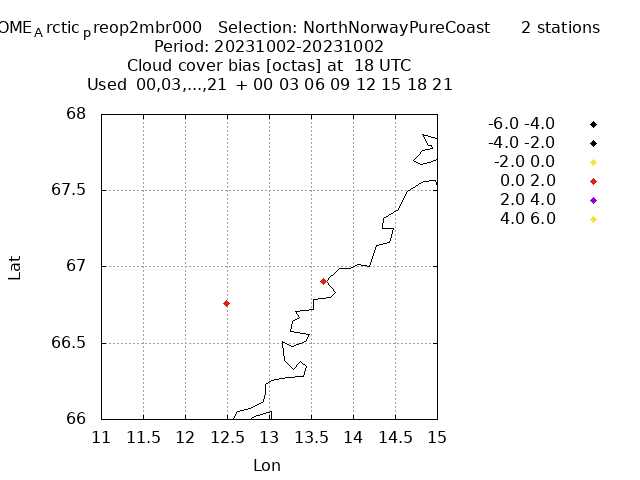 OME A rctic p reop2mbr000 Selection: NorthNorwayPureCoast 2 stations
Period: 20231002-20231002
Cloud cover bias [octas] at 18 UTC
Used 00,03,...,21 + 00 03 06 09 12 15 18 21
68
67.5
67
66.5
66
Lat
11 11.5 12 12.5 13 13.5 14 14.5 15
Lon
-6.0 -4.0
-4.0 -2.0
-2.0 0.0
0.0 2.0
2.0 4.0
4.0 6.0